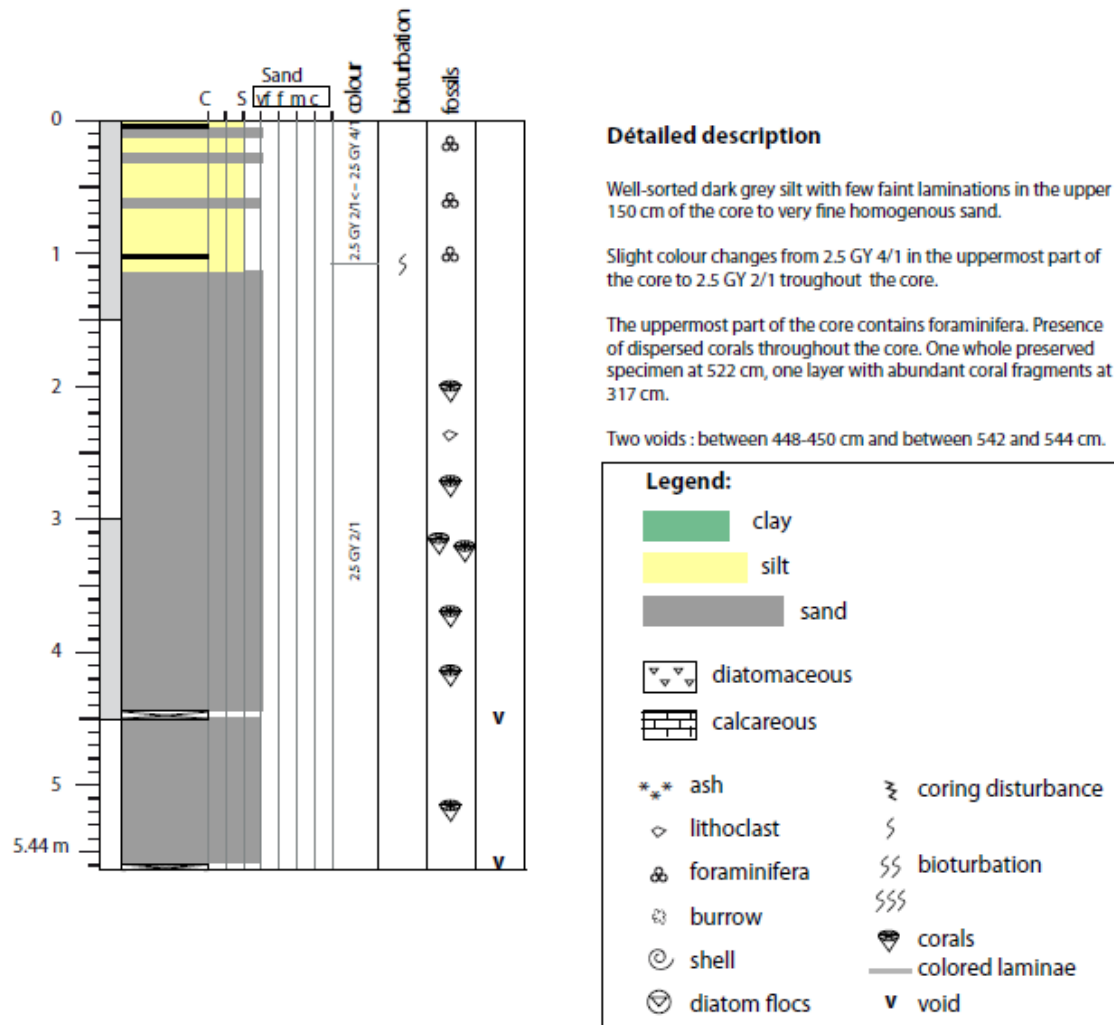 Sand
C S vf f m c
colour
bioturbation
fossils
0
1
2
3
4
5
5.44 m
2.5 GY 2/1<-- 2.5 GY 4/1
2.5 GY 2/1
v
v
Détailed description
Well-sorted dark grey silt with few faint laminations in the upper
150 cm of the core to very fine homogenous sand.
Slight colour changes from 2.5 GY 4/1 in the uppermost part of
the core to 2.5 GY 2/1 troughout the core.
The uppermost part of the core contains foraminifera. Presence
of dispersed corals throughout the core. One whole preserved
specimen at 522 cm, one layer with abundant coral fragments at
317 cm.
Two voids : between 448-450 cm and between 542 and 544 cm.
Legend:
clay
silt
sand
diatomaceous
calcareous
ash
lithoclast
foraminifera
burrow
shell
diatom flocs
coring disturbance
bioturbation
corals
colored laminae
v void